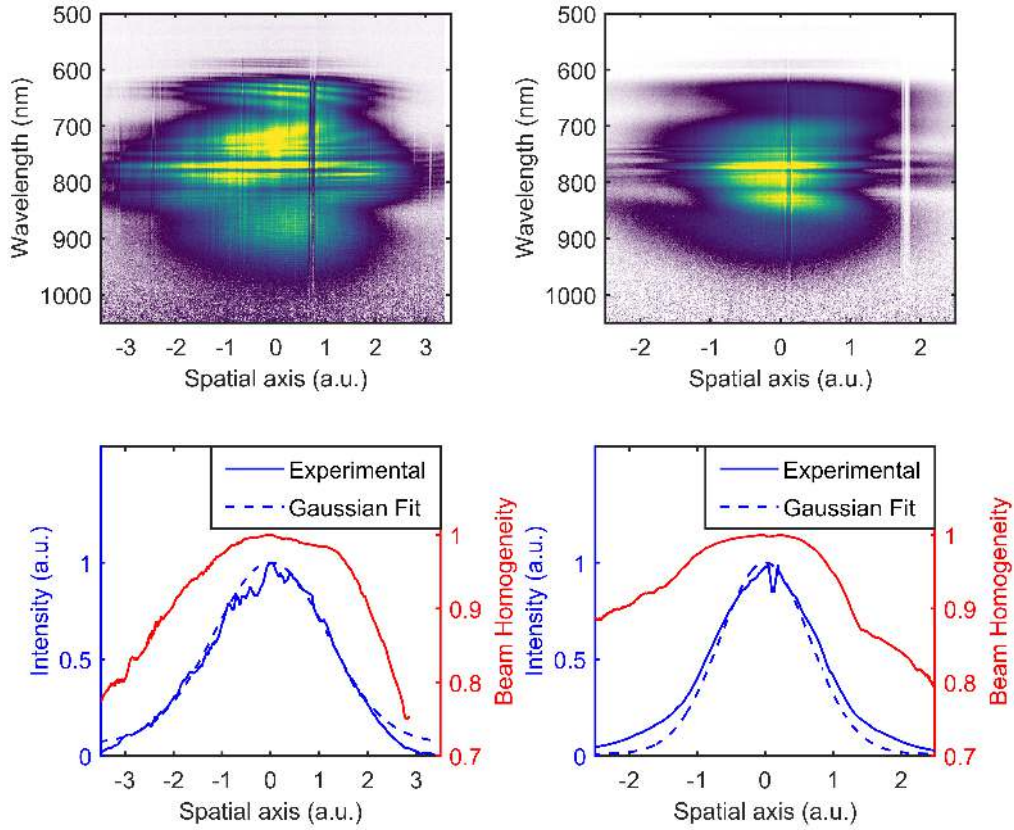 500
600
700
800
900
1000
Wavelength (nm)
-3 -2 -1 0 1 2 3
Spatial axis (a.u.)
500
600
700
800
900
1000
Wavelength (nm)
-2 -1 0 1 2
Spatial axis (a.u.)
Experimental
Gaussian Fit
1
0.5
0
Intensity (a.u.)
1
0.9
0.8
0.7
Beam Homogeneity
-3 -2 -1 0 1 2 3
Spatial axis (a.u.)
Experimental
Gaussian Fit
1
0.5
0
Intensity (a.u.)
1
0.9
0.8
0.7
Beam Homogeneity
-2 -1 0 1 2
Spatial axis (a.u.)